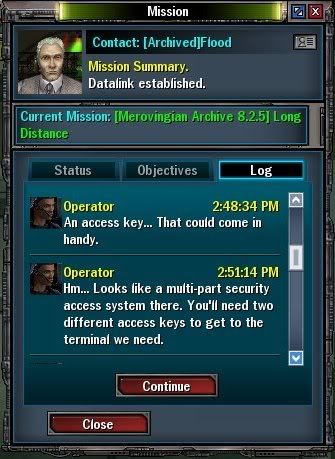 Mission
Contact: [Archived]Flood
Mission Summary.
Datalink established.
Current Mission: [Merovingian Archive 8.2.5] Long
Distance
Status Objectives Log
Operator 2:48:34 PM
An access key... That could come in
handy.
Operator 2:51:14 PM
Hm... Looks like a multi-part security
access system there. You'll need two
different access keys to get to the
terminal we need.
Continue
Close